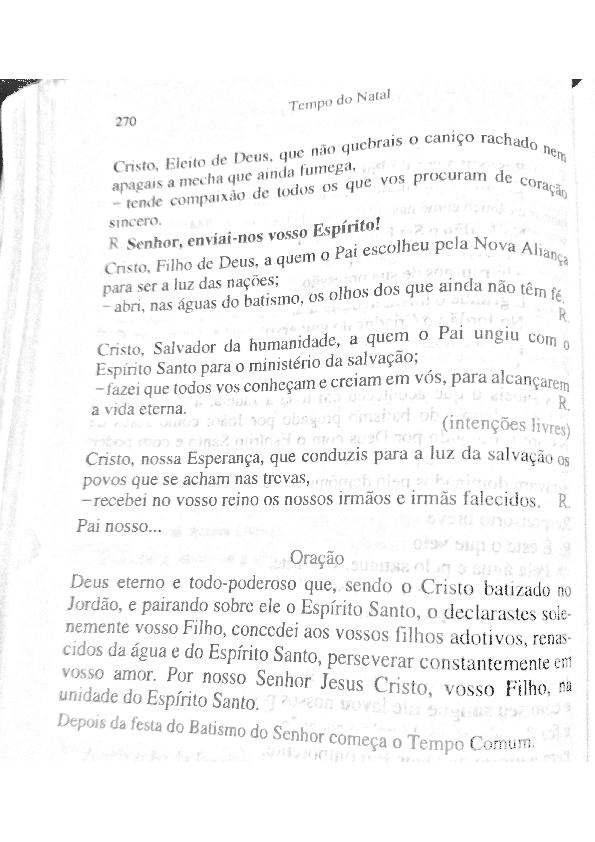 Tempo do Natal
270
Cristo, Eleito de Deus, que não quebrais o caniço rachado nem
apagais a mecha que ainda fumega,
– tende compaixão de todos os que vos procuram de coração
sincero.
R. Senhor, enviai-nos vosso Espírito!
Cristo, Filho de Deus, a quem o Pai escolheu pela Nova Aliança
para ser a luz das nações;
– abri, nas águas do batismo, os olhos dos que ainda não têm fé.
R.
Cristo, Salvador da humanidade, a quem o Pai ungiu com o
Espírito Santo para o ministério da salvação;
– fazei que todos vos conheçam e creiam em vós, para alcançarem
a vida eterna. R.
(intenções livres)
Cristo, nossa Esperança, que conduzis para a luz da salvação os
povos que se acham nas trevas,
– recebei no vosso reino os nossos irmãos e irmãs falecidos. R.
Pai nosso...
Oração
Deus eterno e todo-poderoso que, sendo o Cristo batizado no
Jordão, e pairando sobre ele o Espírito Santo, o declarastes sole-
nemente vosso Filho, concedei aos vossos filhos adotivos, renas-
cidos da água e do Espírito Santo, perseverar constantemente em
vosso amor. Por nosso Senhor Jesus Cristo, vosso Filho, na
unidade do Espírito Santo.
Depois da festa do Batismo do Senhor começa o Tempo Comum.